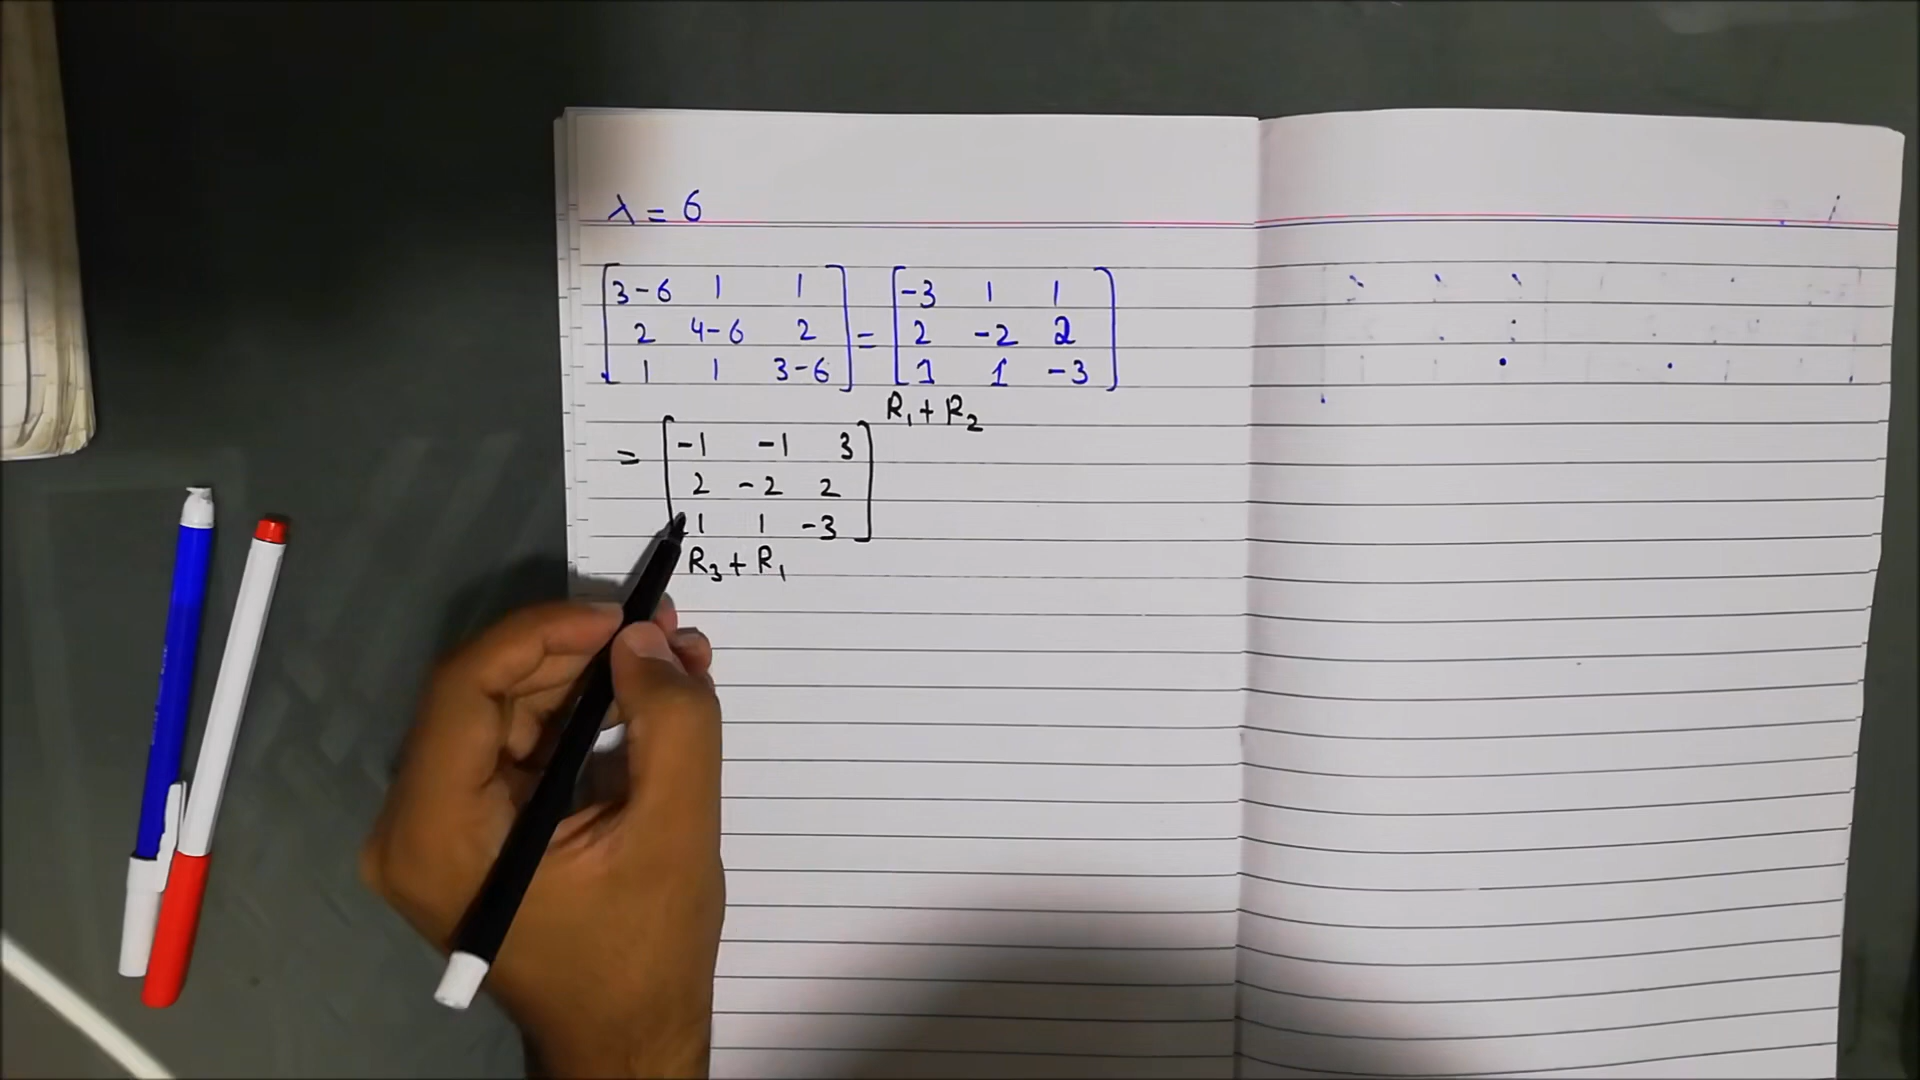 λ = 6
[3-6 1 1] [-3 1 1]
[2 4-6 2] = [2 -2 2]
[1 1 3-6] [1 1 -3]
R₁ + R₂
[-1 -1 3]
= [2 -2 2]
[1 1 -3]
R₃ + R₁